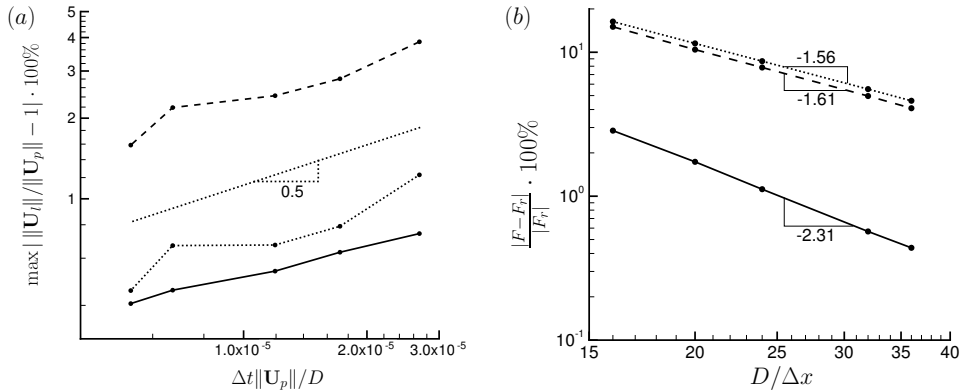 (a)
max | ‖U_l‖/‖U_p‖ − 1| · 100%
5
4
3
2
1
0.5
1.0x10^-5
2.0x10^-5
3.0x10^-5
Δt‖U_p‖/D
(b)
|F−F_r|/|F_r| · 100%
10^1
10^0
10^-1
-1.56
-1.61
-2.31
15
20
25
30
35
40
D/Δx